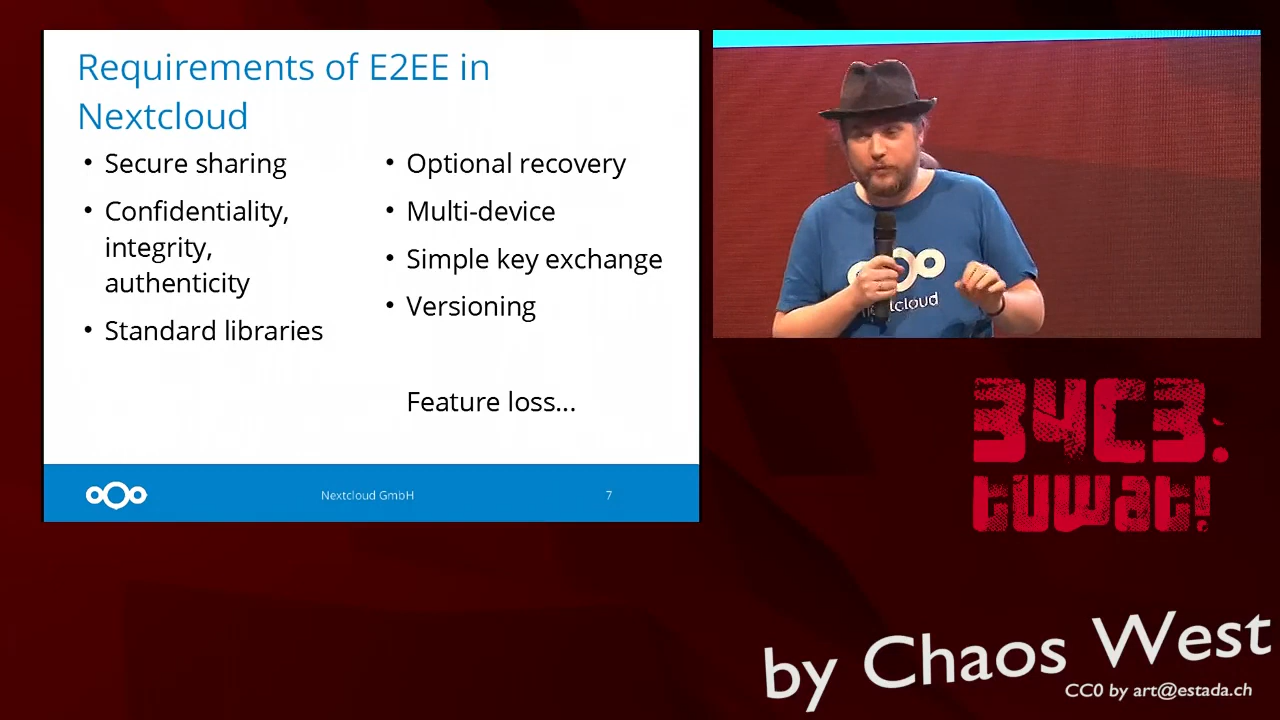 Requirements of E2EE in
Nextcloud
• Secure sharing
• Confidentiality,
integrity,
authenticity
• Standard libraries
• Optional recovery
• Multi-device
• Simple key exchange
• Versioning
Feature loss...
Nextcloud GmbH
7
nextcloud
34C3:
tuwat!
by Chaos West
CC0 by art@estada.ch